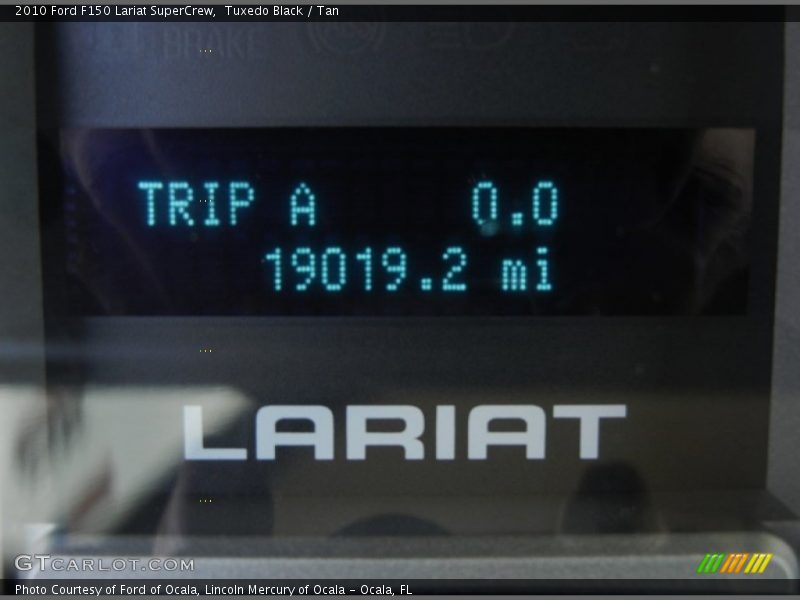 2010 Ford F150 Lariat SuperCrew,  Tuxedo Black / Tan
BRAKE
TRIP A 0.0
19019.2 mi
LARIAT
GTCARLOT.COM
Photo Courtesy of Ford of Ocala, Lincoln Mercury of Ocala - Ocala, FL